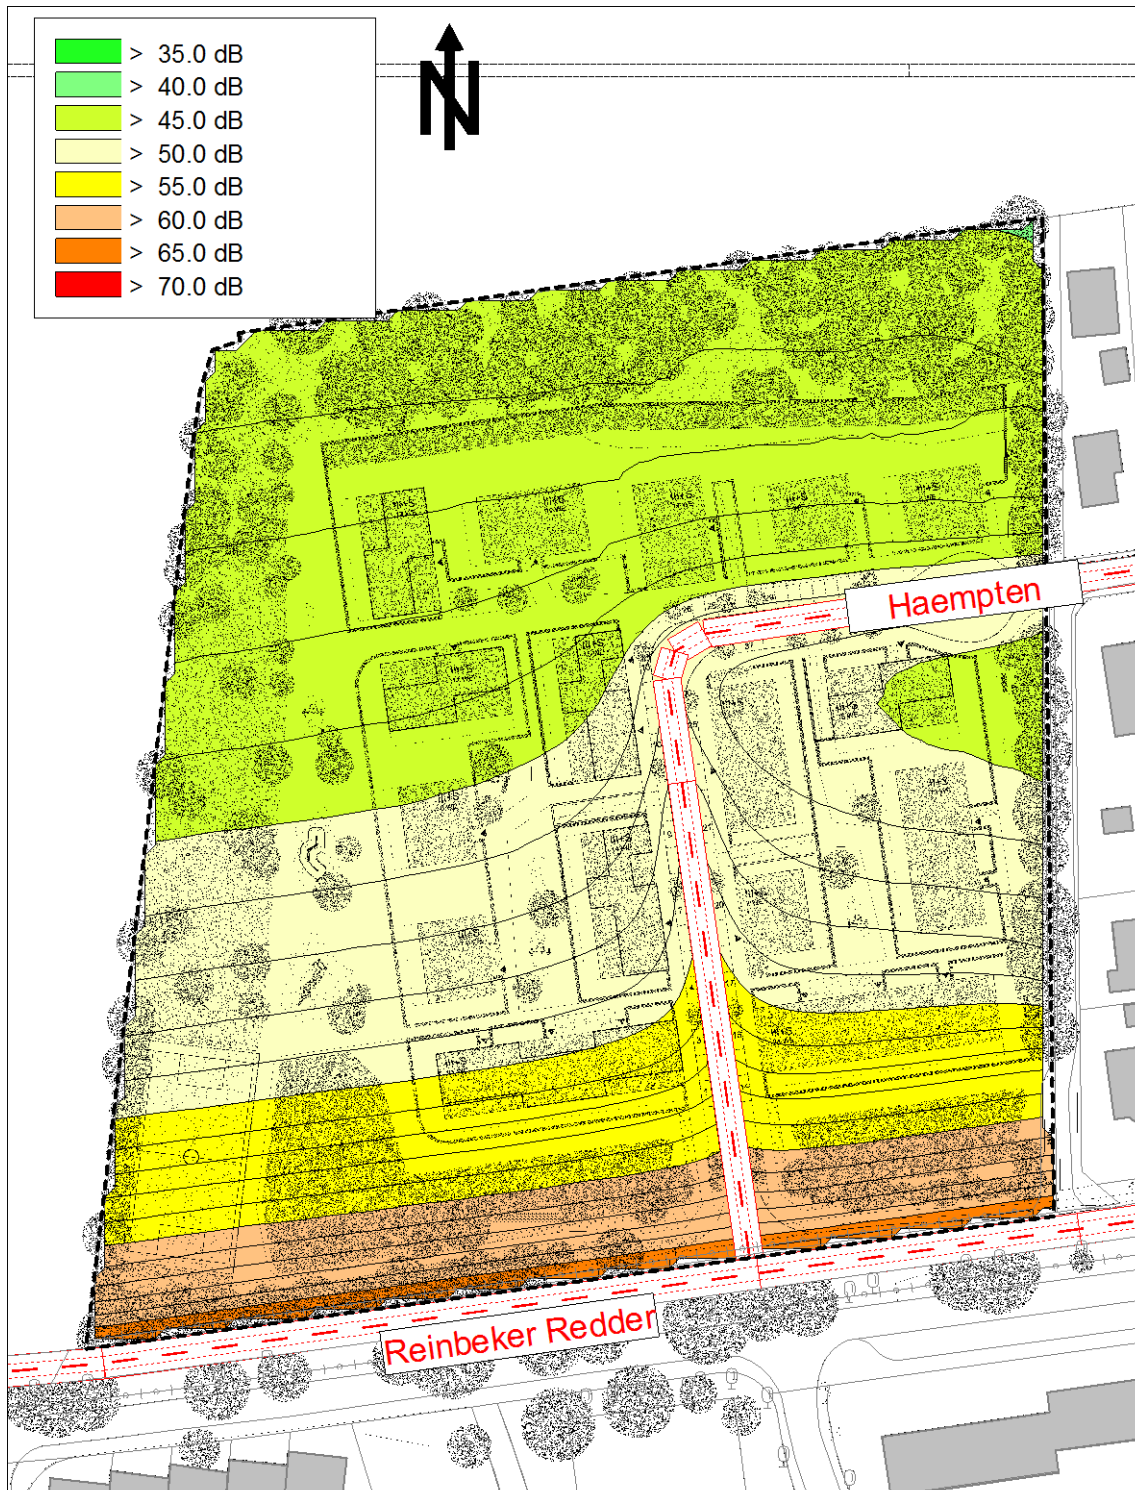 > 35.0 dB
> 40.0 dB
> 45.0 dB
> 50.0 dB
> 55.0 dB
> 60.0 dB
> 65.0 dB
> 70.0 dB
N
Haempten
Reinbeker Redder